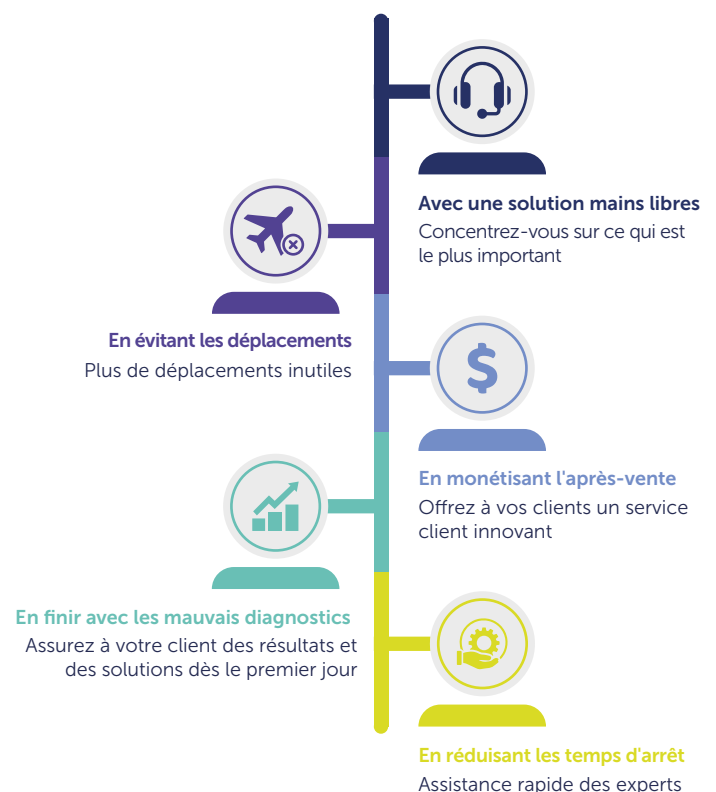 Avec une solution mains libres
Concentrez-vous sur ce qui est
le plus important
En évitant les déplacements
Plus de déplacements inutiles
$
En monétisant l'après-vente
Offrez à vos clients un service
client innovant
En finir avec les mauvais diagnostics
Assurez à votre client des résultats et
des solutions dès le premier jour
En réduisant les temps d'arrêt
Assistance rapide des experts